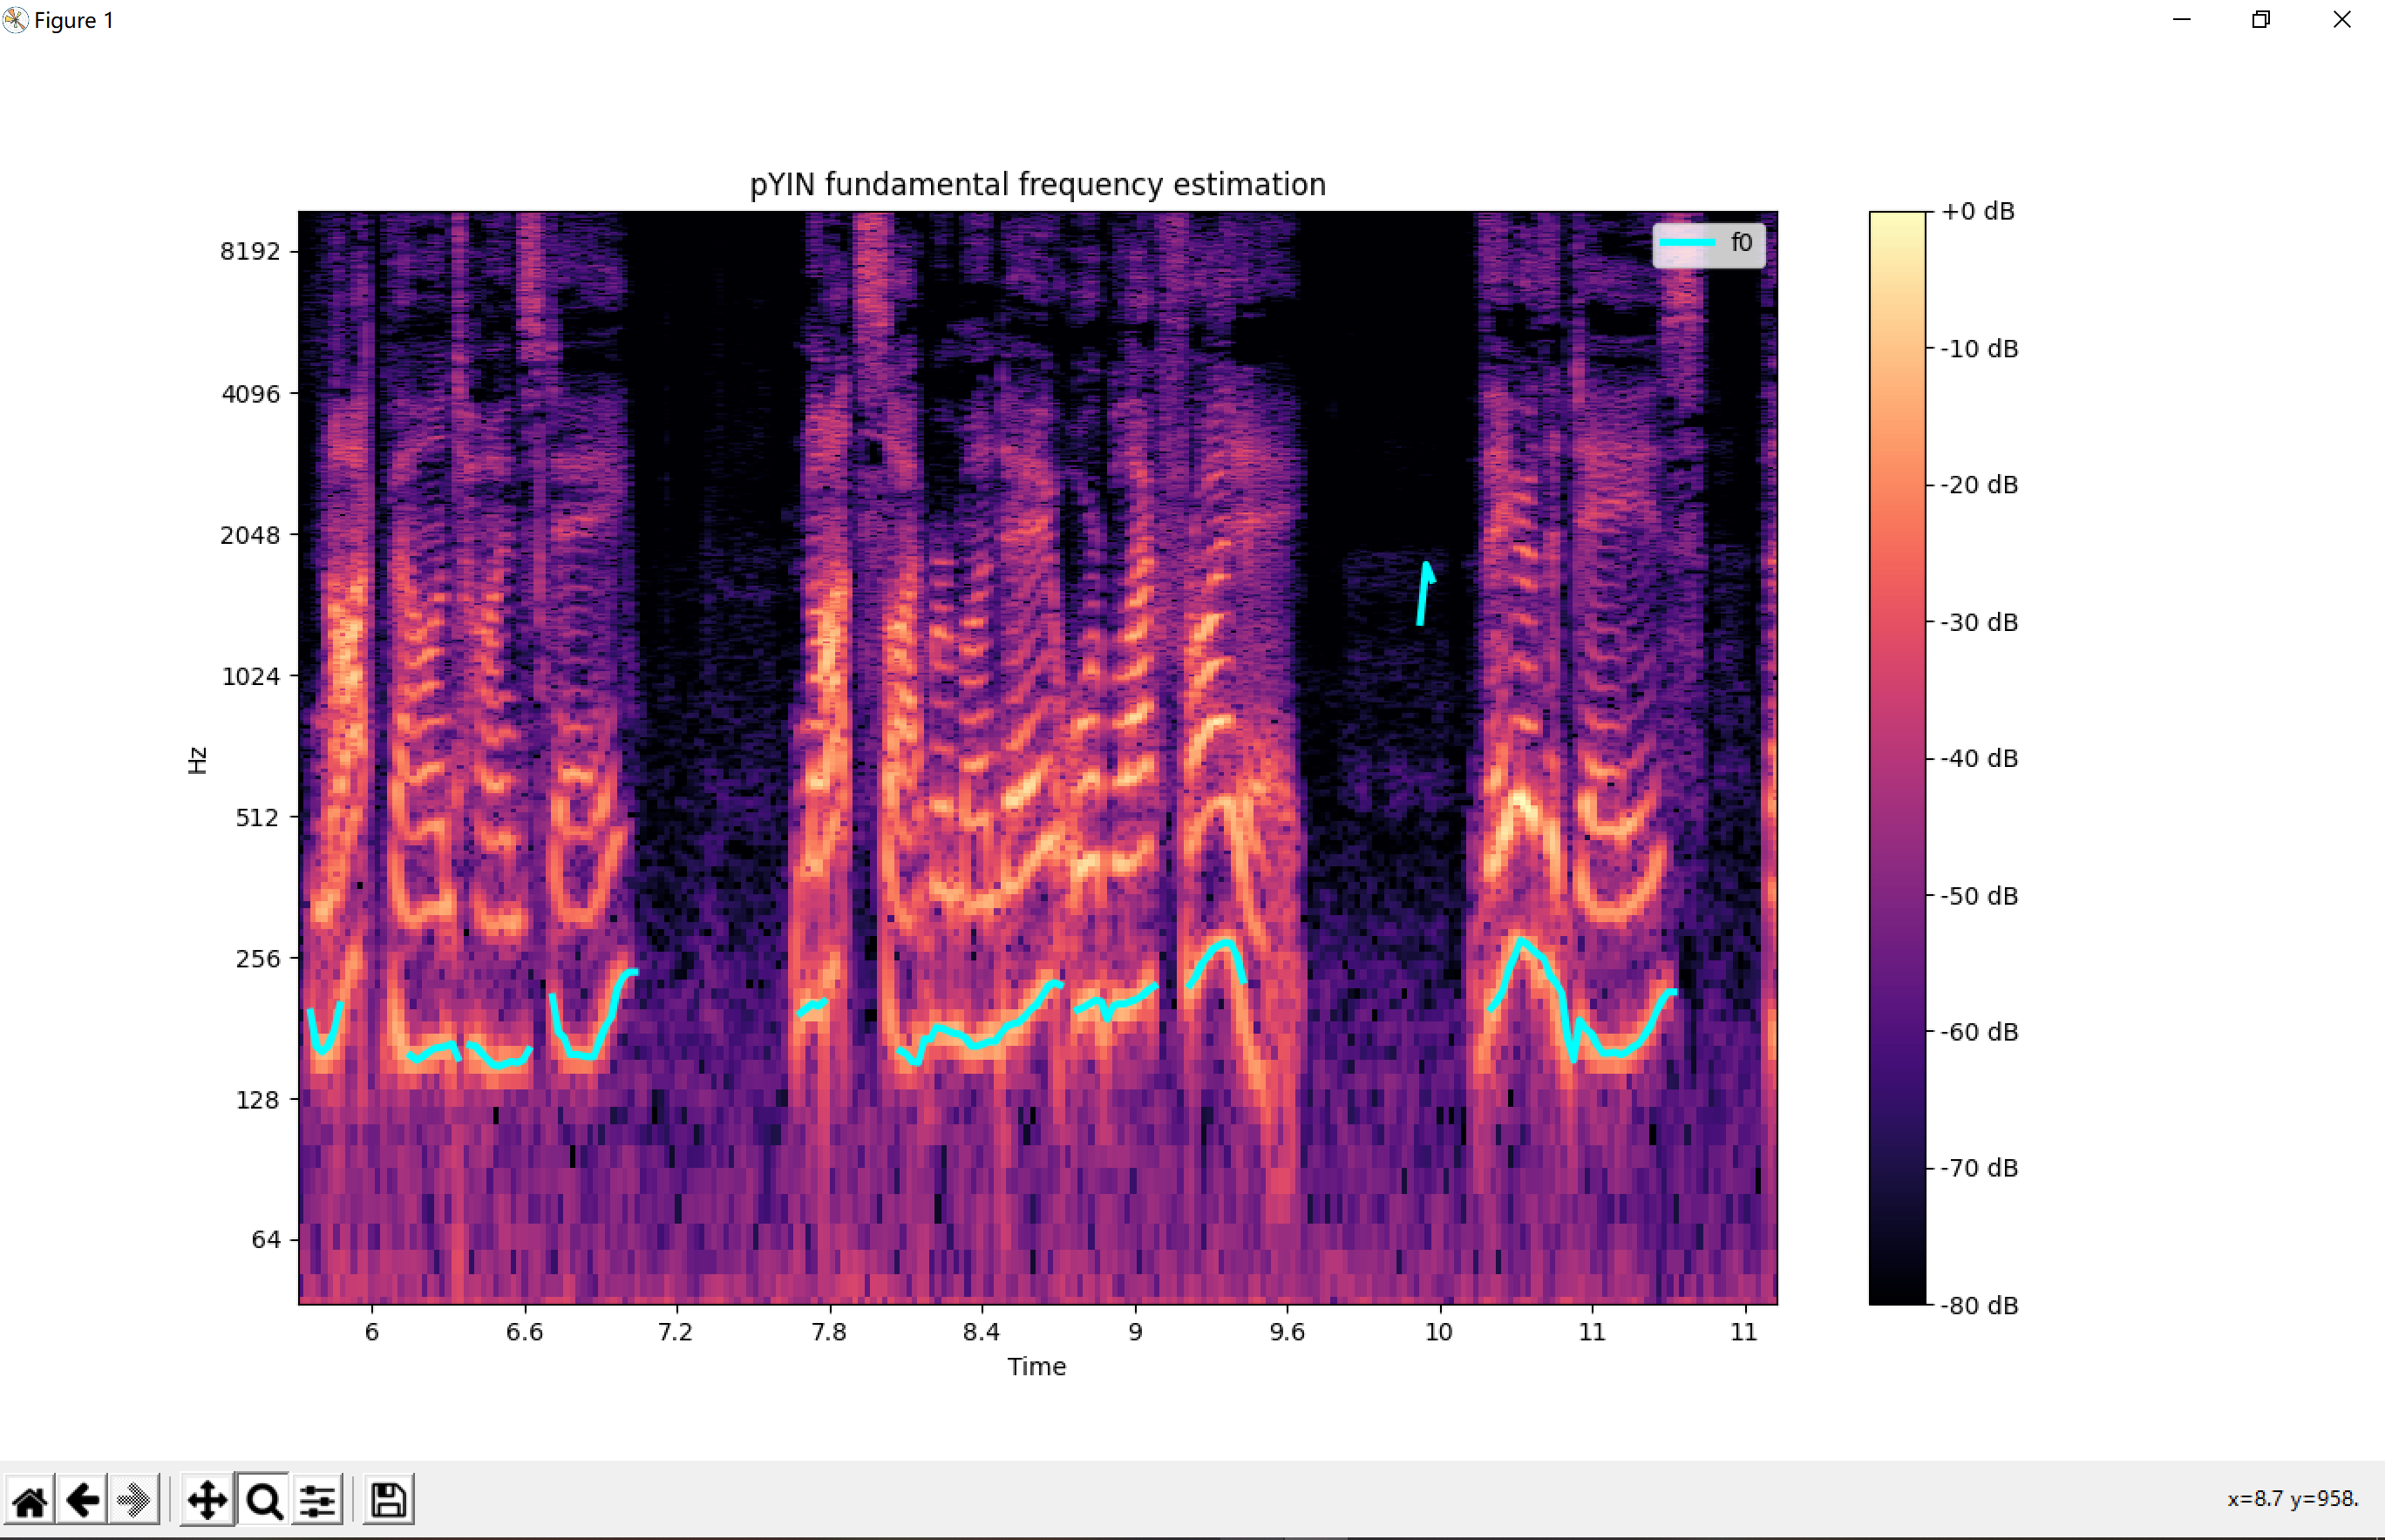 Figure 1
pYIN fundamental frequency estimation
f0
8192
4096
2048
1024
512
256
128
64
Hz
6 6.6 7.2 7.8 8.4 9 9.6 10 11 11
Time
+0 dB
-10 dB
-20 dB
-30 dB
-40 dB
-50 dB
-60 dB
-70 dB
-80 dB
x=8.7 y=958.